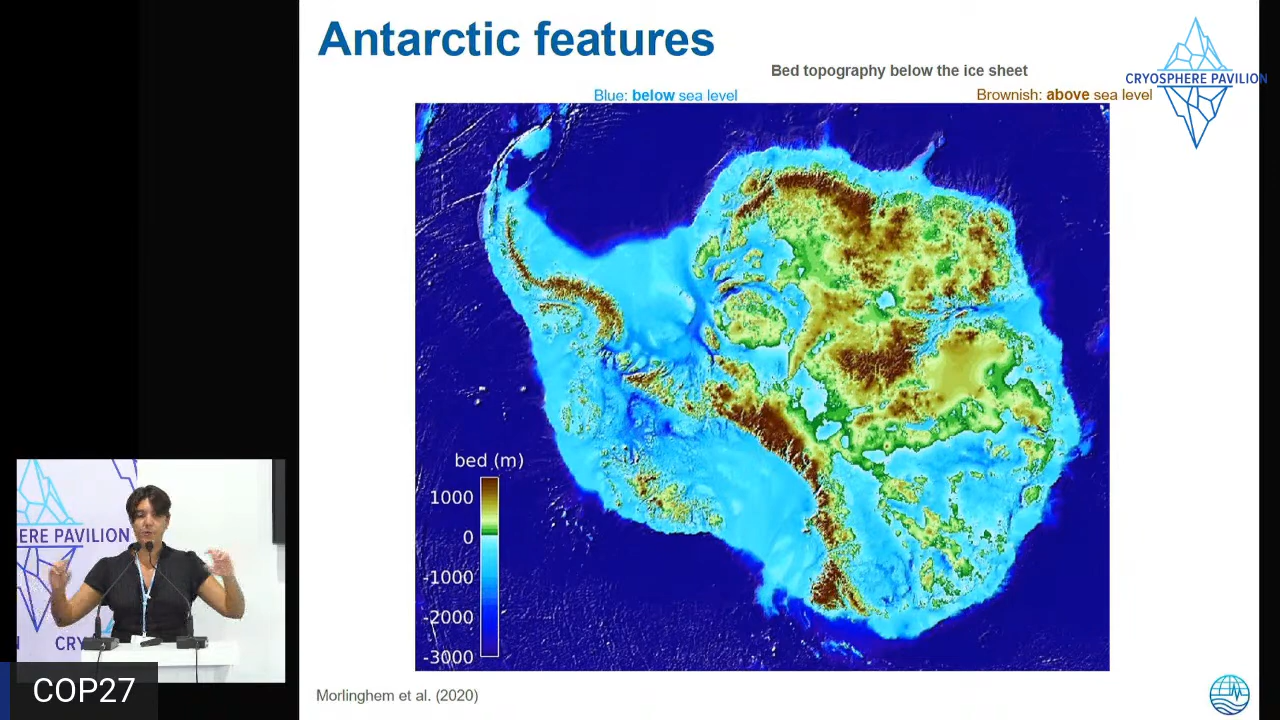 Antarctic features
Bed topography below the ice sheet
CRYOSPHERE PAVILION
Blue: below sea level
Brownish: above sea level
bed (m)
1000
0
-1000
-2000
-3000
ERE PAVILION
CRY
COP27
Morlinghem et al. (2020)